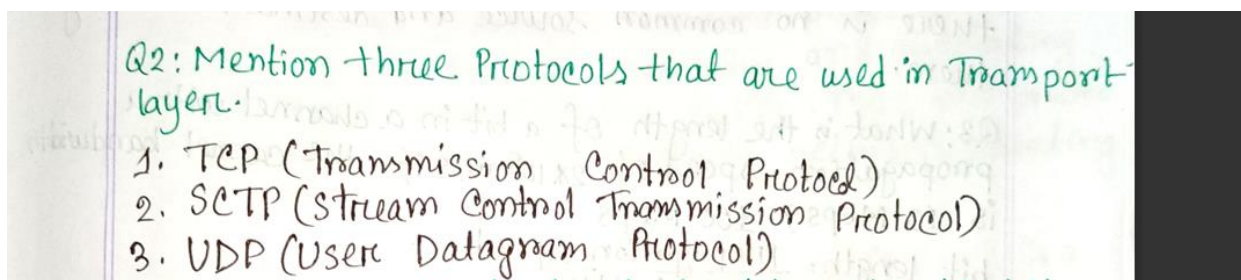 Q2: Mention three Protocols that are used in Transport
layer.
1. TCP (Transmission Control Protocol)
2. SCTP (Stream Control Transmission Protocol)
3. UDP (User Datagram Protocol)